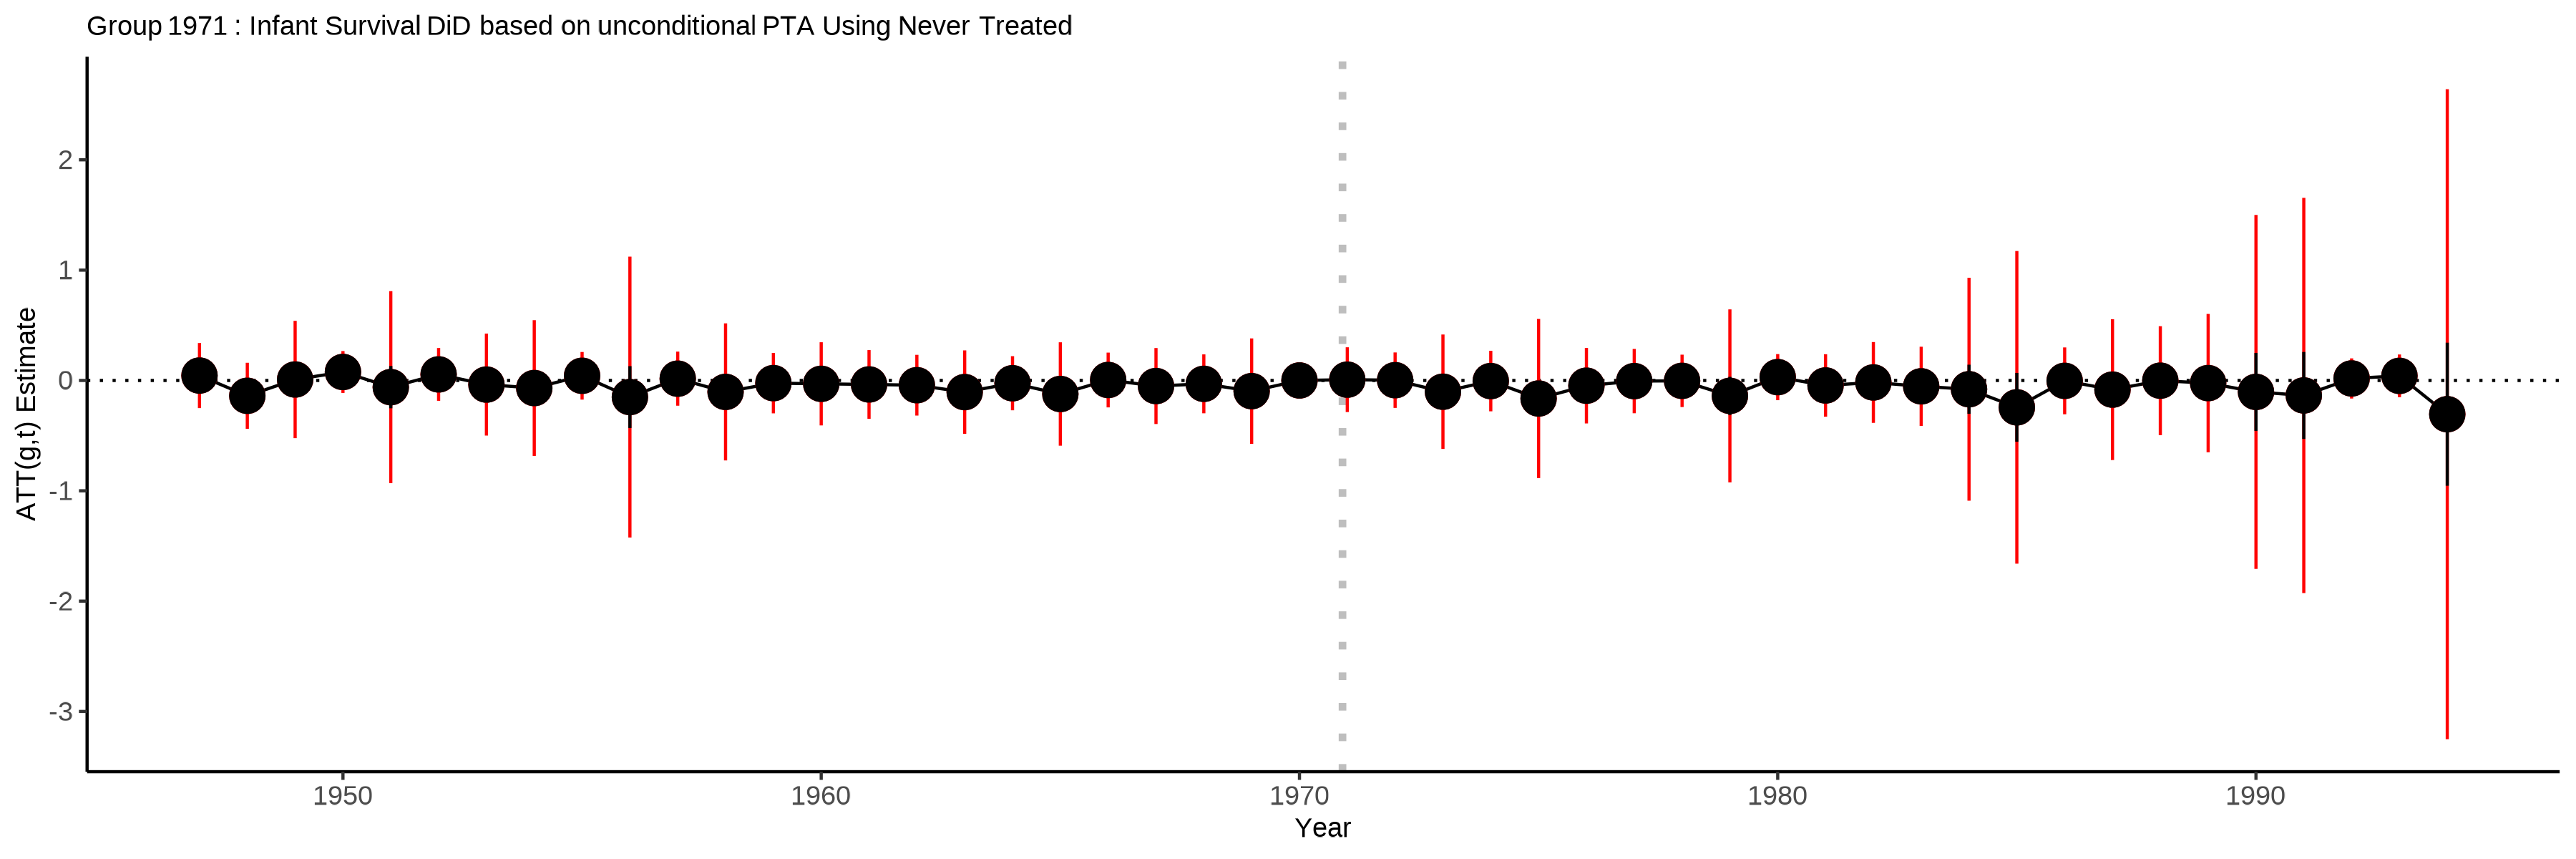 Group 1971 : Infant Survival DiD based on unconditional PTA Using Never Treated
ATT(g,t) Estimate
2
1
0
-1
-2
-3
1950 1960 1970 1980 1990
Year